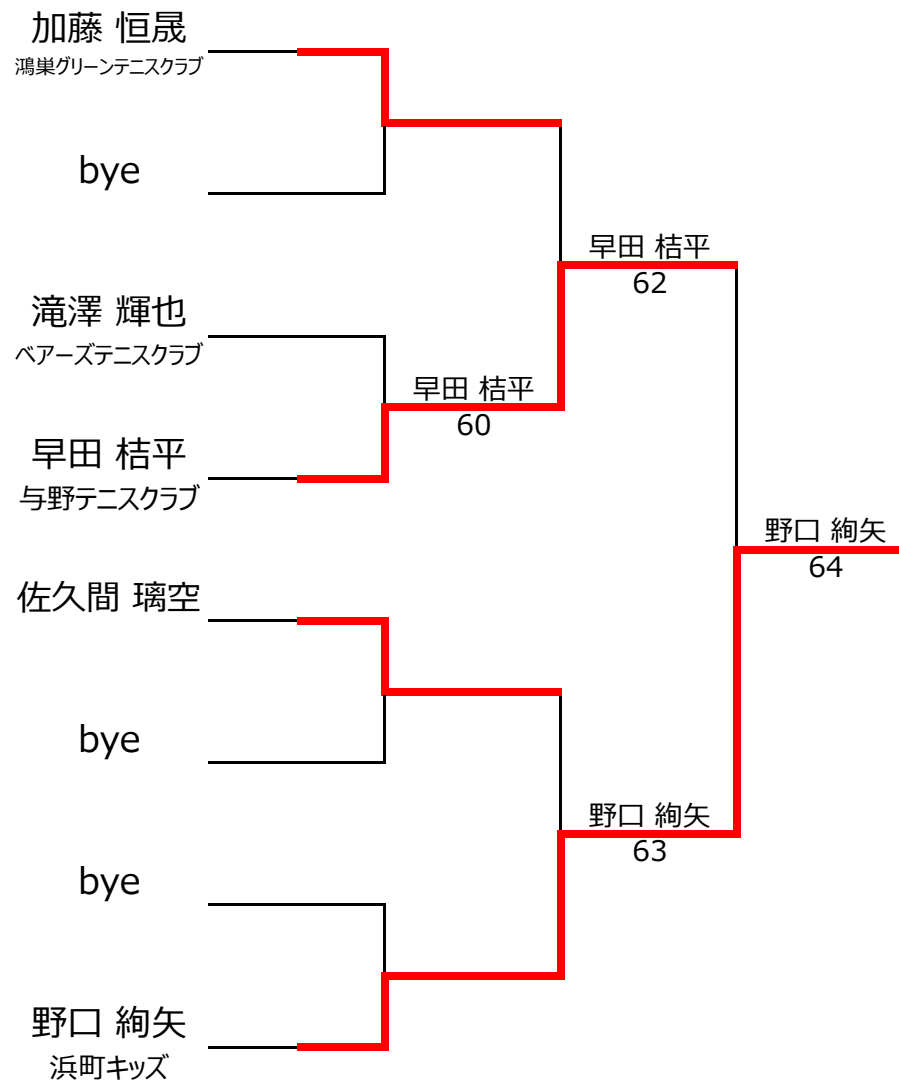 加藤 恒晟
鴻巣グリーンテニスクラブ
bye
早田 桔平
62
滝澤 輝也
ベアーズテニスクラブ
早田 桔平
60
早田 桔平
与野テニスクラブ
野口 絢矢
64
佐久間 璃空
bye
野口 絢矢
63
bye
野口 絢矢
浜町キッズ